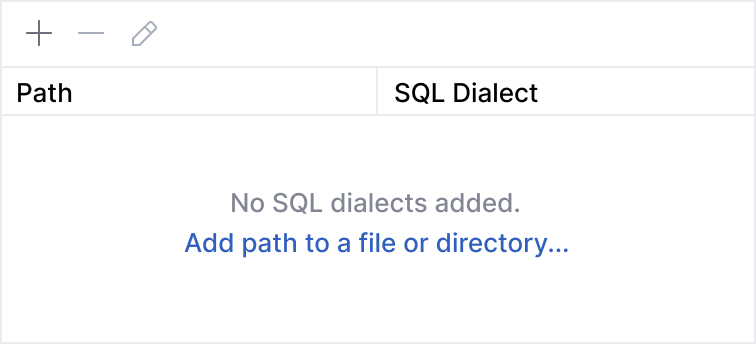 Path
SQL Dialect
No SQL dialects added.
Add path to a file or directory...